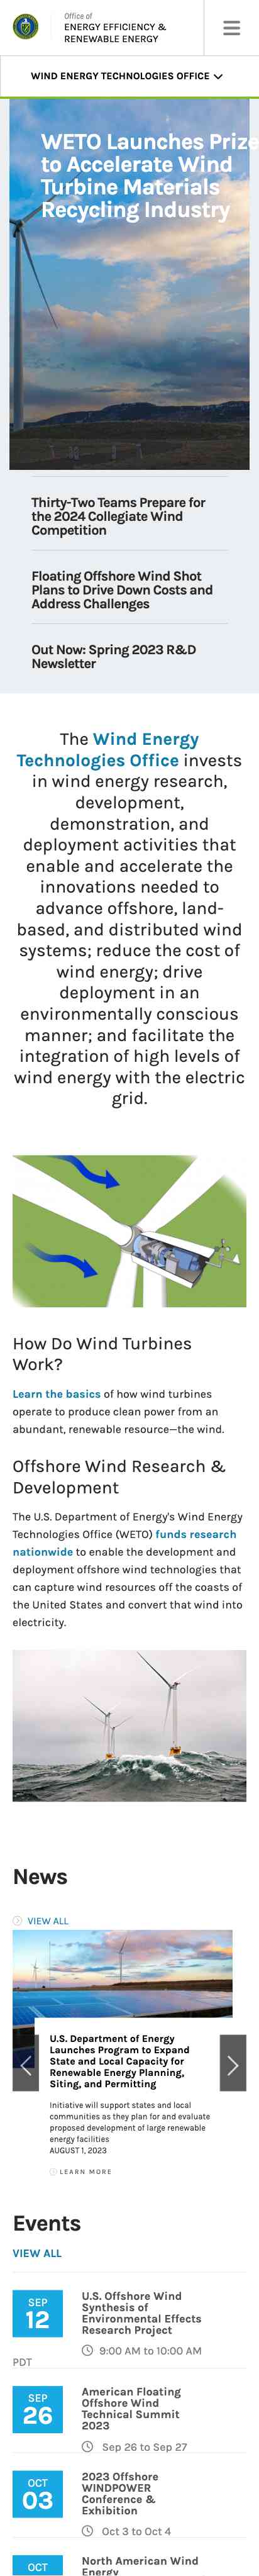 Office of
ENERGY EFFICIENCY &
RENEWABLE ENERGY
WIND ENERGY TECHNOLOGIES OFFICE
WETO Launches Prize
to Accelerate Wind
Turbine Materials
Recycling Industry
Thirty-Two Teams Prepare for
the 2024 Collegiate Wind
Competition
Floating Offshore Wind Shot
Plans to Drive Down Costs and
Address Challenges
Out Now: Spring 2023 R&D
Newsletter
The Wind Energy
Technologies Office invests
in wind energy research,
development,
demonstration, and
deployment activities that
enable and accelerate the
innovations needed to
advance offshore, land-
based, and distributed wind
systems; reduce the cost of
wind energy; drive
deployment in an
environmentally conscious
manner; and facilitate the
integration of high levels of
wind energy with the electric
grid.
How Do Wind Turbines
Work?
Learn the basics of how wind turbines
operate to produce clean power from an
abundant, renewable resource—the wind.
Offshore Wind Research &
Development
The U.S. Department of Energy's Wind Energy
Technologies Office (WETO) funds research
nationwide to enable the development and
deployment offshore wind technologies that
can capture wind resources off the coasts of
the United States and convert that wind into
electricity.
News
VIEW ALL
U.S. Department of Energy
Launches Program to Expand
State and Local Capacity for
Renewable Energy Planning,
Siting, and Permitting
Initiative will support states and local
communities as they plan for and evaluate
proposed development of large renewable
energy facilities
AUGUST 1, 2023
LEARN MORE
Events
VIEW ALL
SEP
12
U.S. Offshore Wind
Synthesis of
Environmental Effects
Research Project
9:00 AM to 10:00 AM
PDT
SEP
26
American Floating
Offshore Wind
Technical Summit
2023
Sep 26 to Sep 27
OCT
03
2023 Offshore
WINDPOWER
Conference &
Exhibition
Oct 3 to Oct 4
OCT
North American Wind
Energy